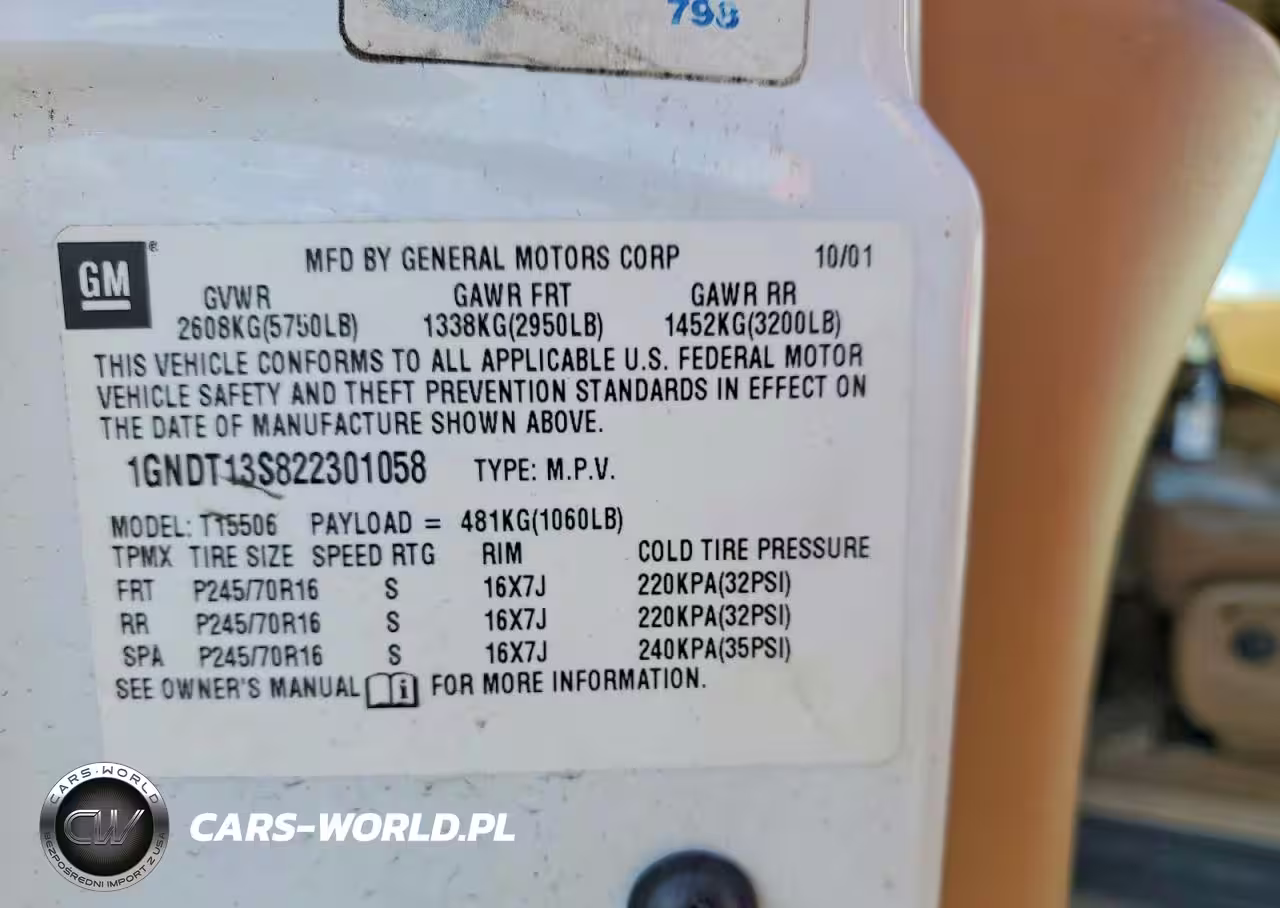 798
GM®
MFD BY GENERAL MOTORS CORP 10/01
GVWR GAWR FRT GAWR RR
2608KG(5750LB) 1338KG(2950LB) 1452KG(3200LB)
THIS VEHICLE CONFORMS TO ALL APPLICABLE U.S. FEDERAL MOTOR
VEHICLE SAFETY AND THEFT PREVENTION STANDARDS IN EFFECT ON
THE DATE OF MANUFACTURE SHOWN ABOVE.
1GNDT13S822301058 TYPE: M.P.V.
MODEL: T15506 PAYLOAD = 481KG(1060LB)
TPMX TIRE SIZE SPEED RTG RIM COLD TIRE PRESSURE
FRT P245/70R16 S 16X7J 220KPA(32PSI)
RR P245/70R16 S 16X7J 220KPA(32PSI)
SPA P245/70R16 S 16X7J 240KPA(35PSI)
SEE OWNER'S MANUAL FOR MORE INFORMATION.
CARS-WORLD
CW
BEZPOŚREDNI IMPORT Z USA
CARS-WORLD.PL